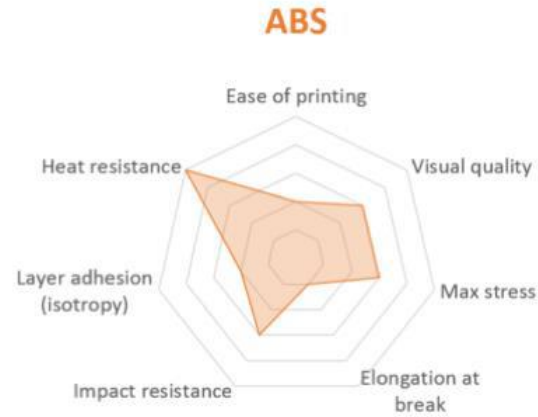 ABS
Ease of printing
Heat resistance
Visual quality
Layer adhesion
(isotropy)
Max stress
Impact resistance
Elongation at
break